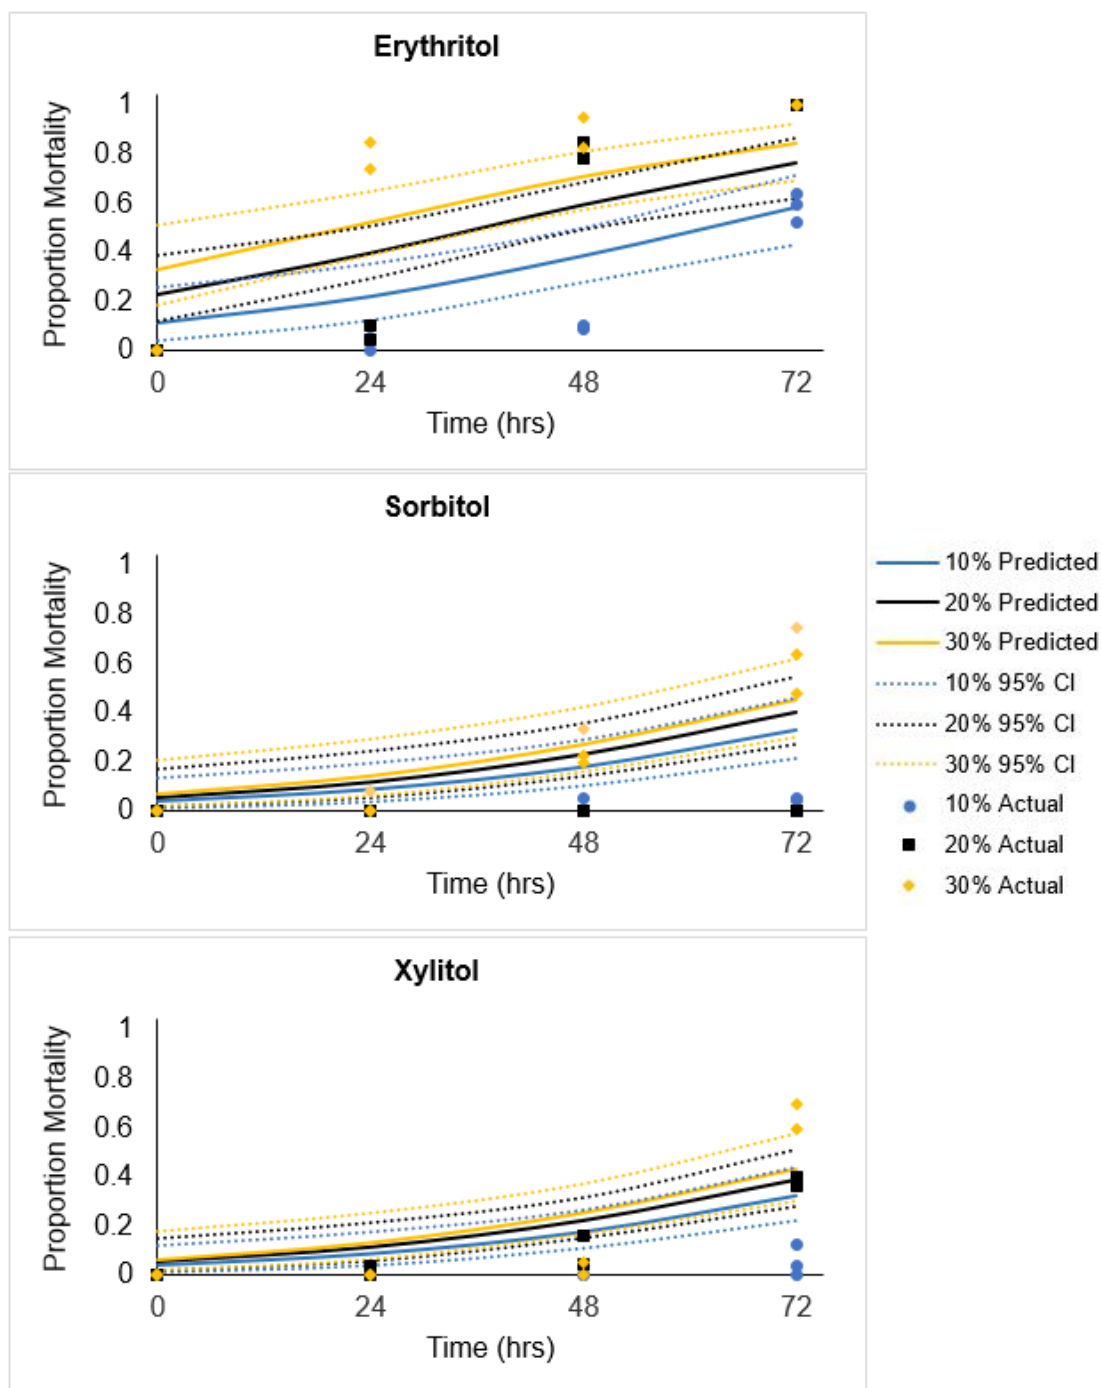 Erythritol
Proportion Mortality
1
0.8
0.6
0.4
0.2
0
0 24 48 72
Time (hrs)
Sorbitol
Proportion Mortality
1
0.8
0.6
0.4
0.2
0
0 24 48 72
Time (hrs)
10% Predicted
20% Predicted
30% Predicted
10% 95% CI
20% 95% CI
30% 95% CI
10% Actual
20% Actual
30% Actual
Xylitol
Proportion Mortality
1
0.8
0.6
0.4
0.2
0
0 24 48 72
Time (hrs)